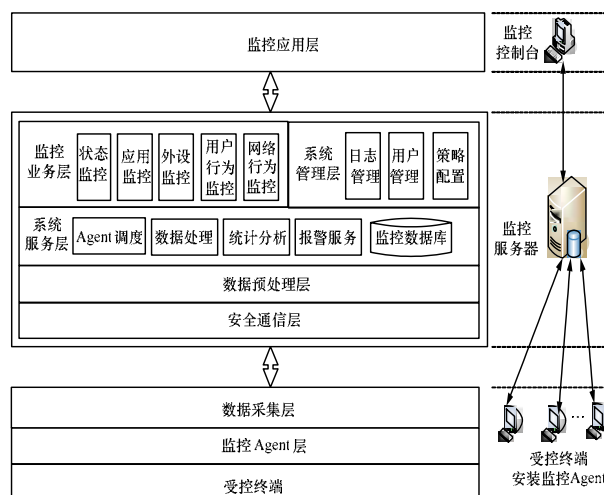 监控应用层
监控
控制台
监控
业务层
状态
监控
应用
监控
外设
监控
用户
行为
监控
网络
行为
监控
系统
管理层
日志
管理
用户
管理
策略
配置
系统
服务层
Agent 调度
数据处理
统计分析
报警服务
监控数据库
数据预处理层
安全通信层
监控
服务器
数据采集层
监控 Agent 层
受控终端
...
受控终端
安装监控Agent